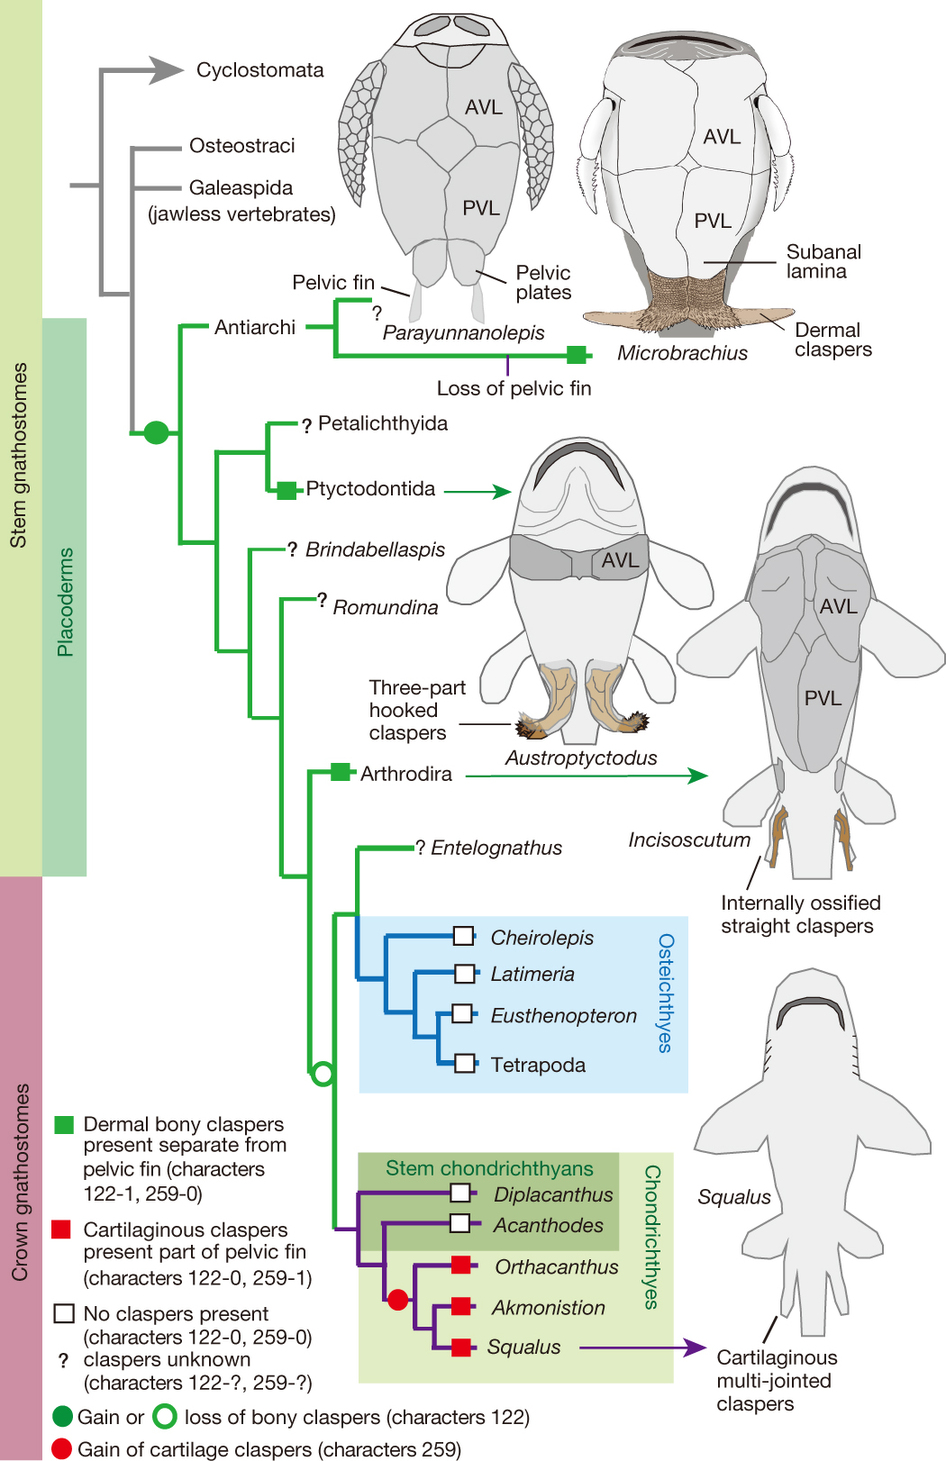 Cyclostomata
Osteostraci
Galeaspida
(jawless vertebrates)
AVL
PVL
Pelvic fin
Pelvic
plates
?
Parayunnanolepis
AVL
PVL
Subanal
lamina
Dermal
claspers
Microbrachius
Antiarchi
Loss of pelvic fin
Stem gnathostomes
Placoderms
? Petalichthyida
Ptyctodontida
? Brindabellaspis
? Romundina
AVL
Three-part
hooked
claspers
Austroptyctodus
Arthrodira
AVL
PVL
Incisoscutum
Internally ossified
straight claspers
? Entelognathus
Cheirolepis
Latimeria
Eusthenopteron
Tetrapoda
Osteichthyes
Crown gnathostomes
Stem chondrichthyans
Diplacanthus
Acanthodes
Orthacanthus
Akmonistion
Squalus
Chondrichthyes
Squalus
Cartilaginous
multi-jointed
claspers
Dermal bony claspers
present separate from
pelvic fin (characters
122-1, 259-0)
Cartilaginous claspers
present part of pelvic fin
(characters 122-0, 259-1)
No claspers present
(characters 122-0, 259-0)
? claspers unknown
(characters 122-?, 259-?)
Gain or loss of bony claspers (characters 122)
Gain of cartilage claspers (characters 259)